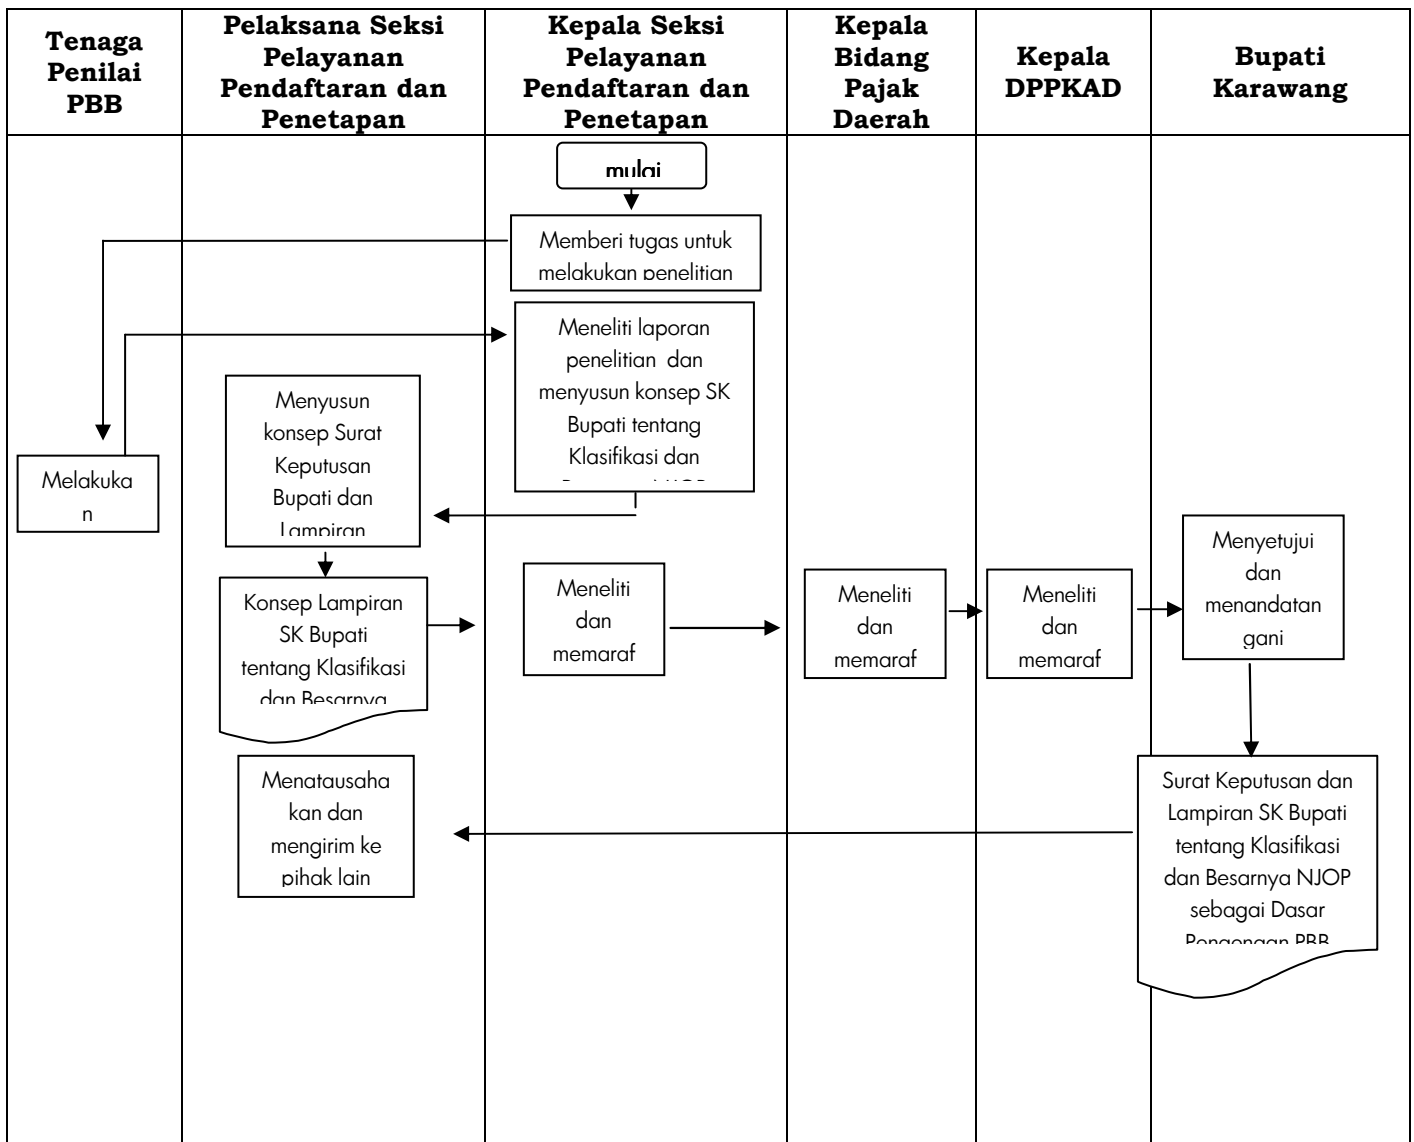 Tenaga
Penilai
PBB
Pelaksana Seksi
Pelayanan
Pendaftaran dan
Penetapan
Kepala Seksi
Pelayanan
Pendaftaran dan
Penetapan
Kepala
Bidang
Pajak
Daerah
Kepala
DPPKAD
Bupati
Karawang
mulai
Memberi tugas untuk
melakukan penelitian
Meneliti laporan
penelitian dan
menyusun konsep SK
Bupati tentang
Klasifikasi dan
Menyusun
konsep Surat
Keputusan
Bupati dan
Lampiran
Melakuka
n
Konsep Lampiran
SK Bupati
tentang Klasifikasi
dan Besarnya
Meneliti
dan
memaraf
Meneliti
dan
memaraf
Meneliti
dan
memaraf
Menyetujui
dan
menandatan
gani
Menatausaha
kan dan
mengirim ke
pihak lain
Surat Keputusan dan
Lampiran SK Bupati
tentang Klasifikasi
dan Besarnya NJOP
sebagai Dasar
PBB